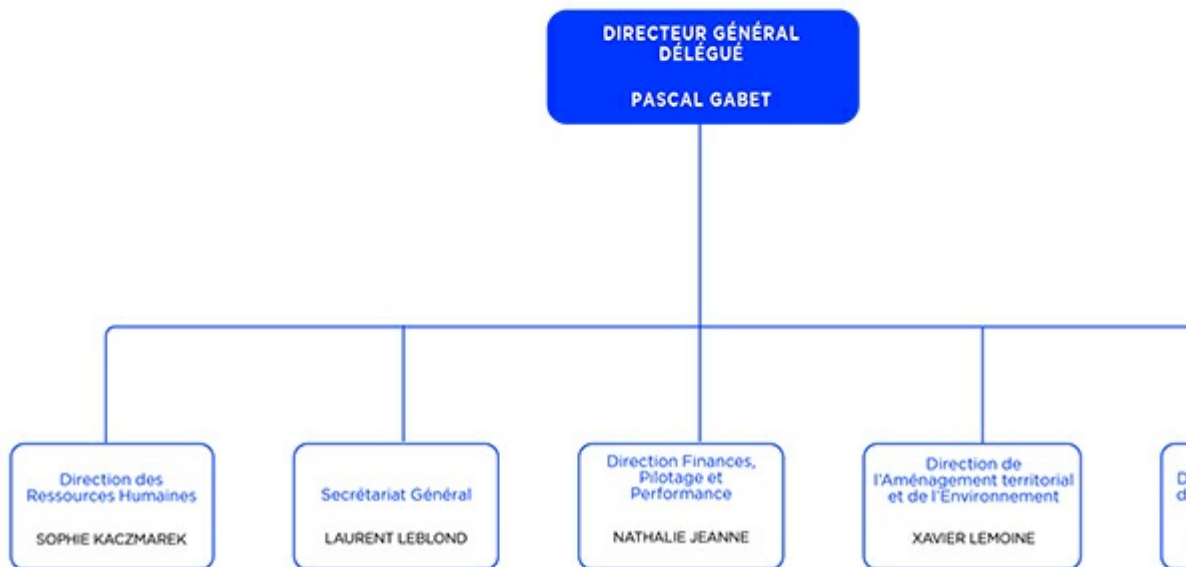 DIRECTEUR GÉNÉRAL
DÉLÉGUÉ
PASCAL GABET
Direction des
Ressources Humaines
SOPHIE KACZMAREK
Secrétariat Général
LAURENT LEBLOND
Direction Finances,
Pilotage et
Performance
NATHALIE JEANNE
Direction de
l'Aménagement territorial
et de l'Environnement
XAVIER LEMOINE